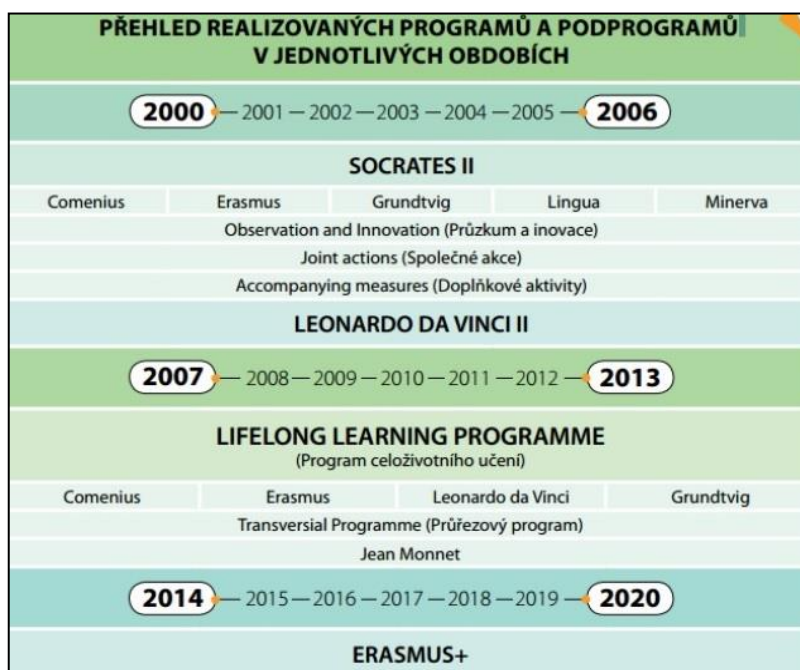 PŘEHLED REALIZOVANÝCH PROGRAMŮ A PODPROGRAMŮ
V JEDNOTLIVÝCH OBDOBÍCH
2000 — 2001 — 2002 — 2003 — 2004 — 2005 — 2006
SOCRATES II
Comenius Erasmus Grundtvig Lingua Minerva
Observation and Innovation (Průzkum a inovace)
Joint actions (Společné akce)
Accompanying measures (Doplňkové aktivity)
LEONARDO DA VINCI II
2007 — 2008 — 2009 — 2010 — 2011 — 2012 — 2013
LIFELONG LEARNING PROGRAMME
(Program celoživotního učení)
Comenius Erasmus Leonardo da Vinci Grundtvig
Transversial Programme (Průřezový program)
Jean Monnet
2014 — 2015 — 2016 — 2017 — 2018 — 2019 — 2020
ERASMUS+